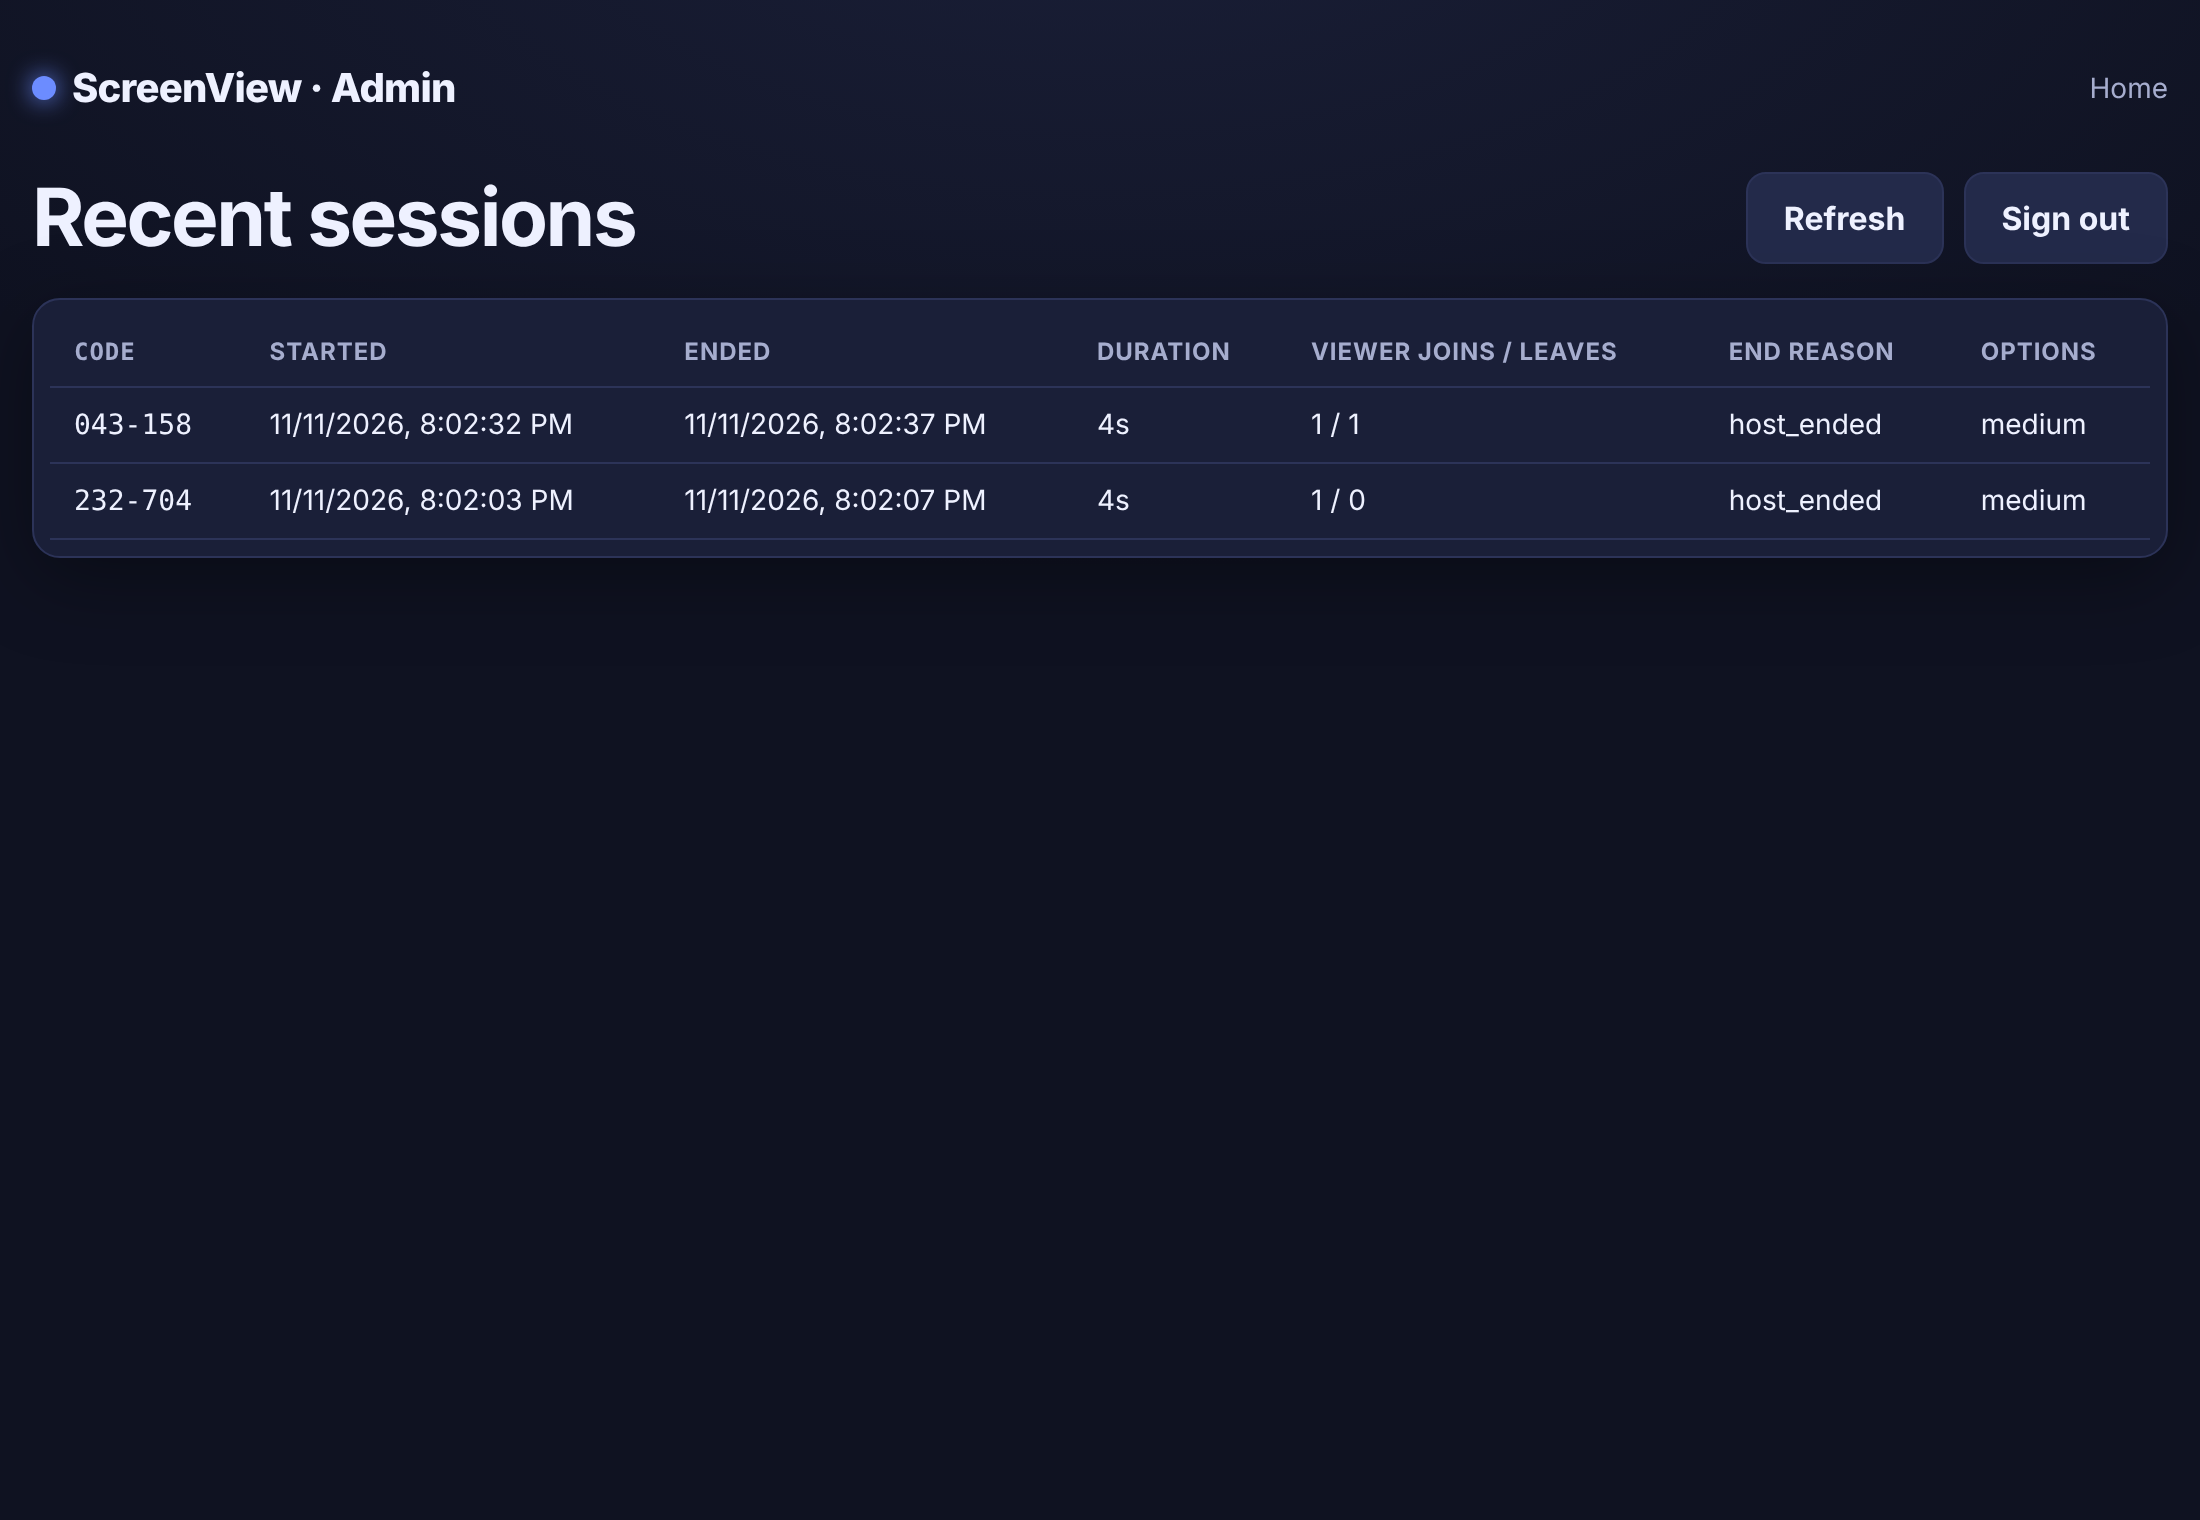 ScreenView · Admin Home
Recent sessions Refresh Sign out
CODE STARTED ENDED DURATION VIEWER JOINS / LEAVES END REASON OPTIONS
043-158 11/11/2026, 8:02:32 PM 11/11/2026, 8:02:37 PM 4s 1 / 1 host_ended medium
232-704 11/11/2026, 8:02:03 PM 11/11/2026, 8:02:07 PM 4s 1 / 0 host_ended medium